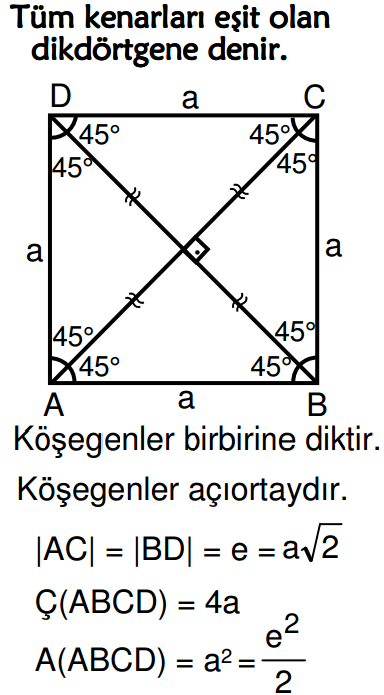 Tüm kenarları eşit olan
dikdörtgene denir.
D a C
45° 45°
45° 45°
a a
45° 45°
45° 45°
A a B
Köşegenler birbirine diktir.
Köşegenler açıortaydır.
|AC| = |BD| = e = a√2
Ç(ABCD) = 4a
A(ABCD) = a² = e²/2